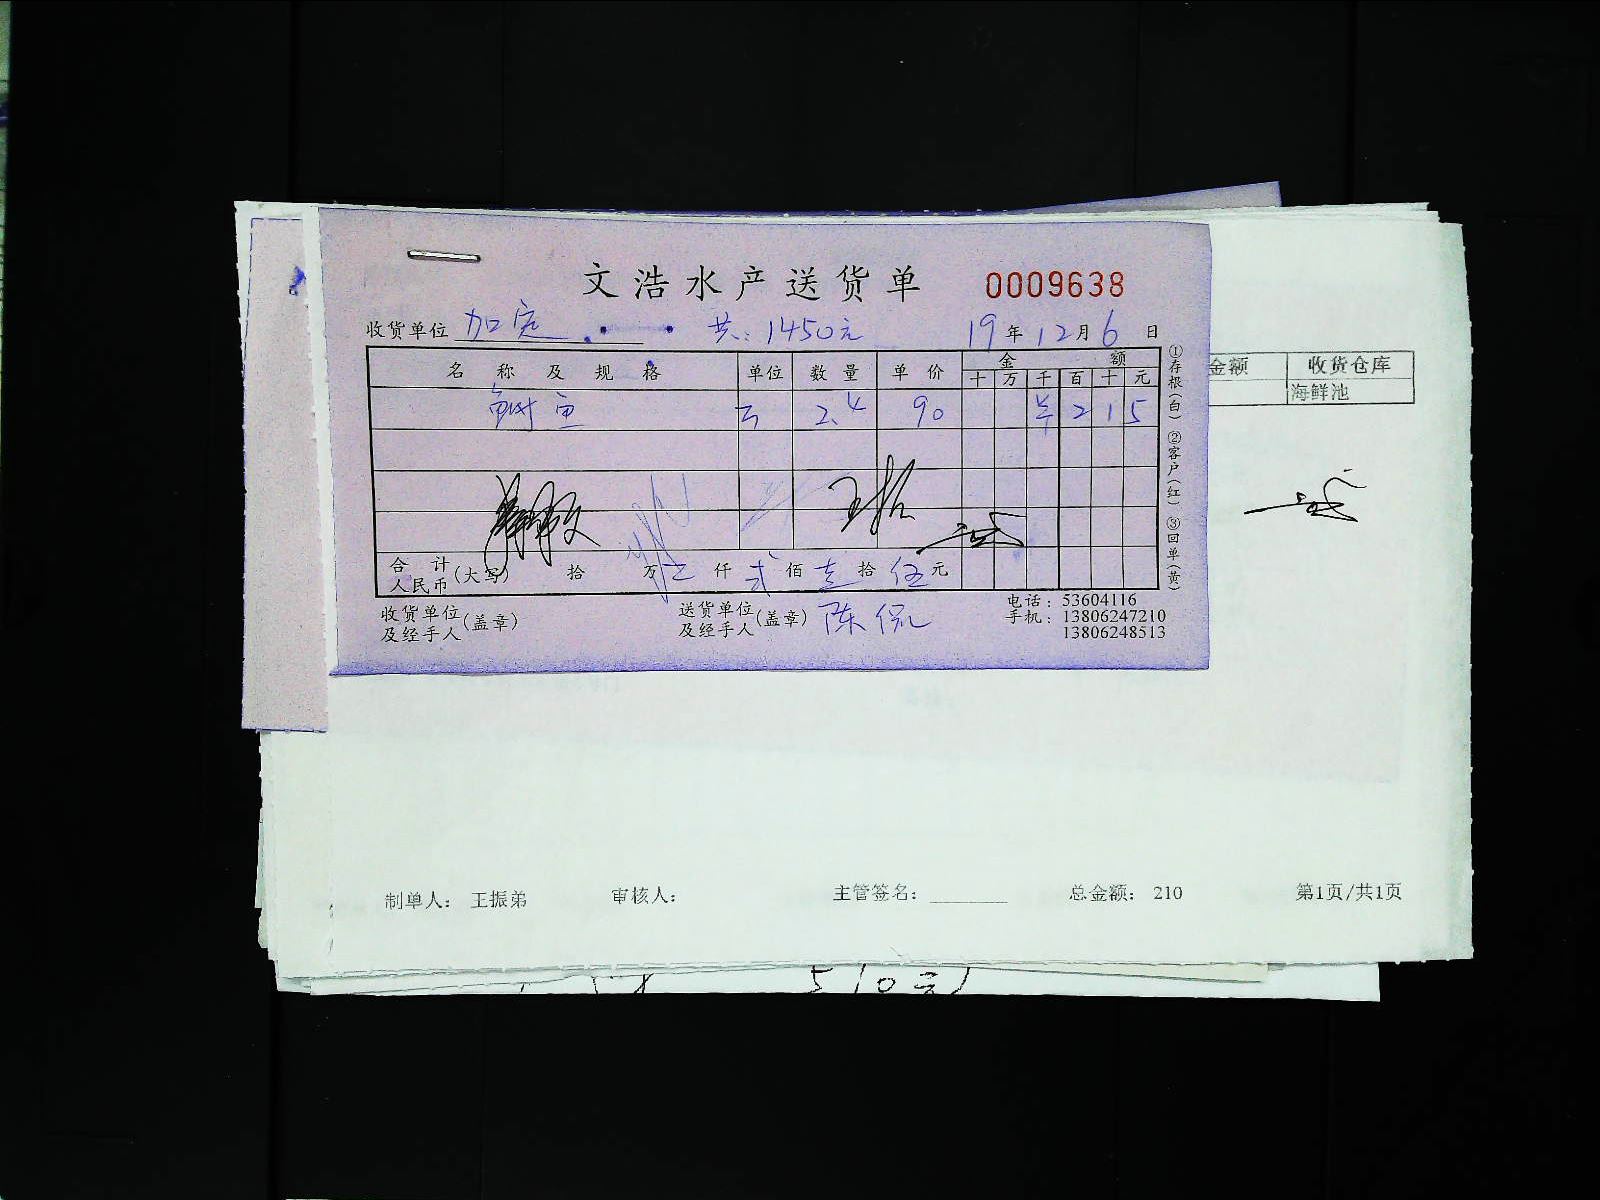 文浩水产送货单 0009638
收货单位 加定 共:1450元 19年12月6日
名称及规格 单位 数量 单价 金额
十万千百十元
鲥鱼 2.4 90 ¥215
合计人民币(大写) 拾 万 仟 贰佰壹拾伍元
收货单位及经手人(盖章) 送货单位及经手人(盖章) 陈侃
电话:53604116
手机:13806247210
13806248513
①存根(白) ②客户(红) ③回单(黄)
金额 收货仓库
海鲜池
制单人: 王振弟 审核人: 主管签名: 总金额: 210 第1页/共1页
510元)